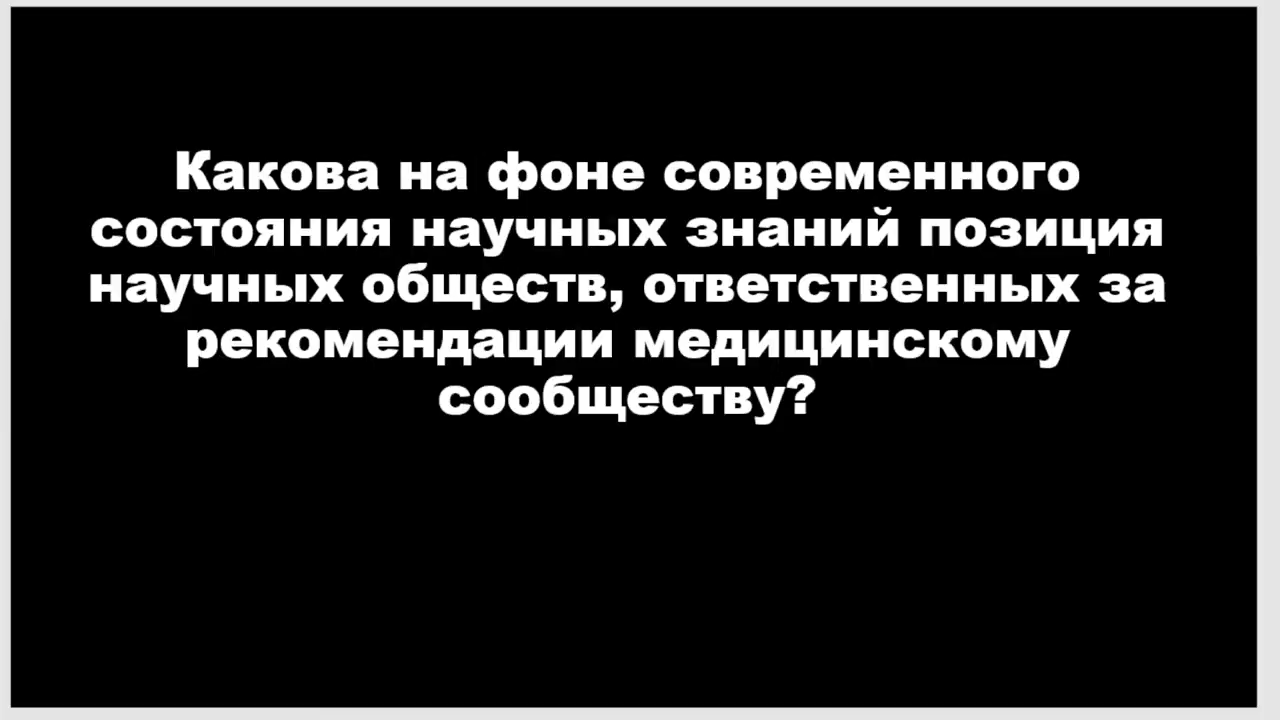 Какова на фоне современного
состояния научных знаний позиция
научных обществ, ответственных за
рекомендации медицинскому
сообществу?